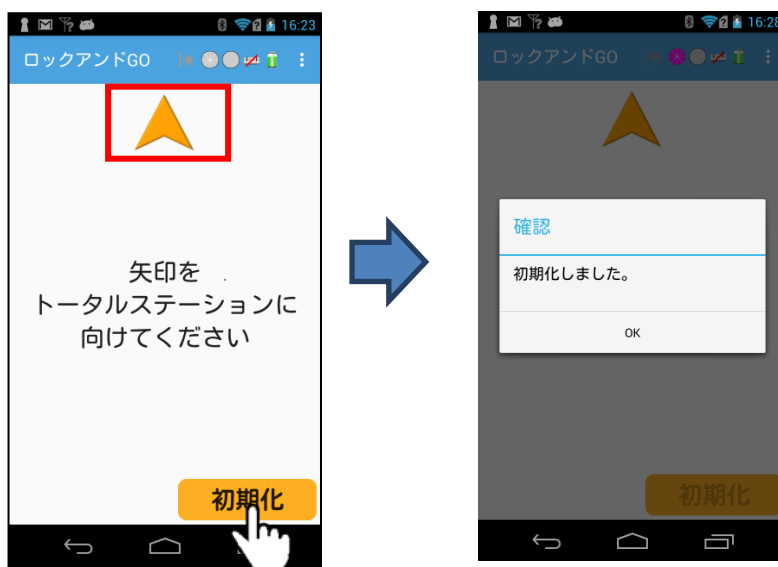 16:23
ロックアンドGO
矢印を
トータルステーションに
向けてください
初期化
16:28
ロックアンドGO
確認
初期化しました。
OK
初期化